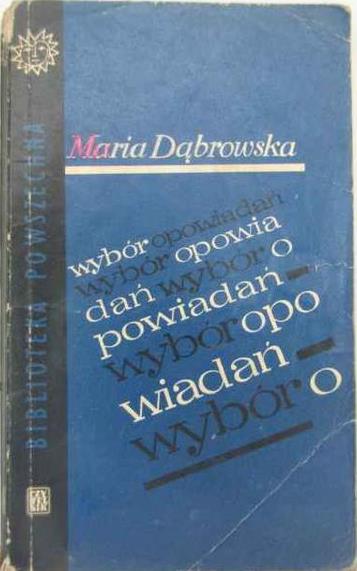 BIBLIOTEKA POWSZECHNA
Maria Dąbrowska
wybór opowiadań
wybór opowia
dań wybór o
powiadań-
wybór opo
wiadań-
wybór o